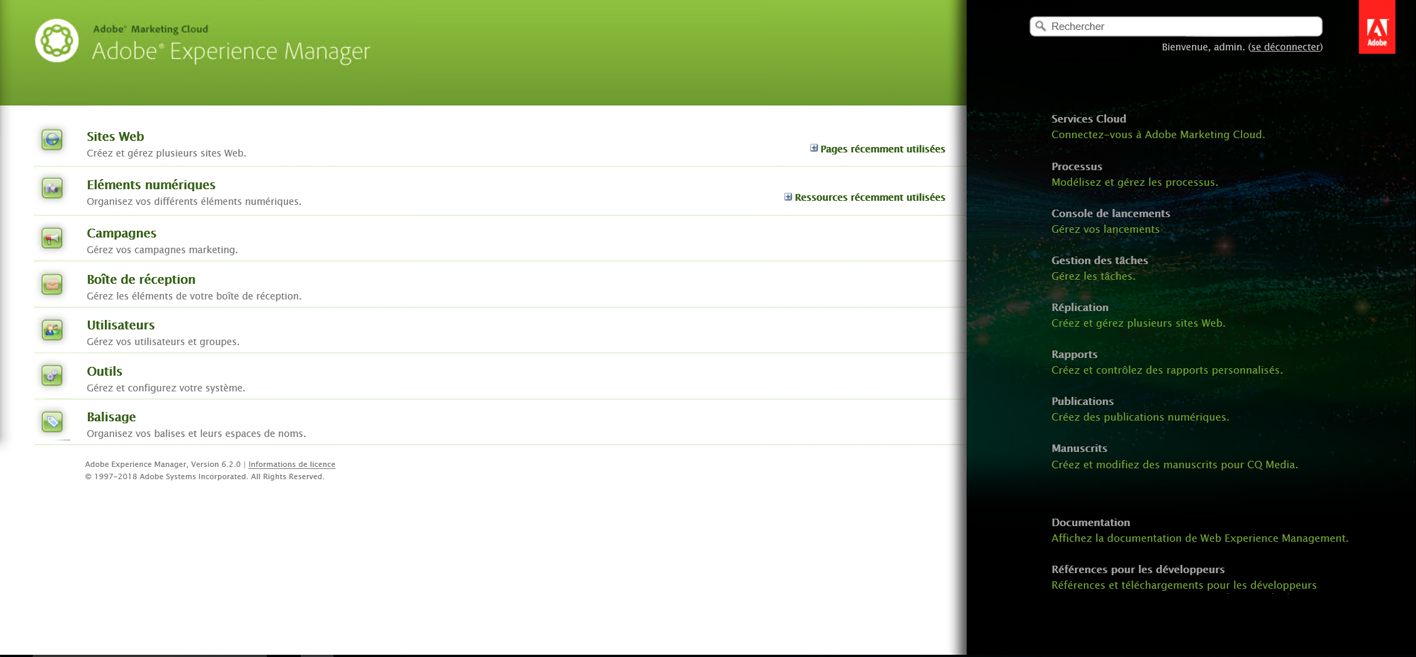 Adobe® Marketing Cloud
Adobe® Experience Manager
Rechercher
Adobe
Bienvenue, admin. (se déconnecter)
Sites Web
Créez et gérez plusieurs sites Web.
Pages récemment utilisées
Eléments numériques
Organisez vos différents éléments numériques.
Ressources récemment utilisées
Campagnes
Gérez vos campagnes marketing.
Boîte de réception
Gérez les éléments de votre boîte de réception.
Utilisateurs
Gérez vos utilisateurs et groupes.
Outils
Gérez et configurez votre système.
Balisage
Organisez vos balises et leurs espaces de noms.
Adobe Experience Manager, Version 6.2.0 | Informations de licence
© 1997-2018 Adobe Systems Incorporated. All Rights Reserved.
Services Cloud
Connectez-vous à Adobe Marketing Cloud.
Processus
Modélisez et gérez les processus.
Console de lancements
Gérez vos lancements
Gestion des tâches
Gérez les tâches.
Réplication
Créez et gérez plusieurs sites Web.
Rapports
Créez et contrôlez des rapports personnalisés.
Publications
Créez des publications numériques.
Manuscrits
Créez et modifiez des manuscrits pour CQ Media.
Documentation
Affichez la documentation de Web Experience Management.
Références pour les développeurs
Références et téléchargements pour les développeurs